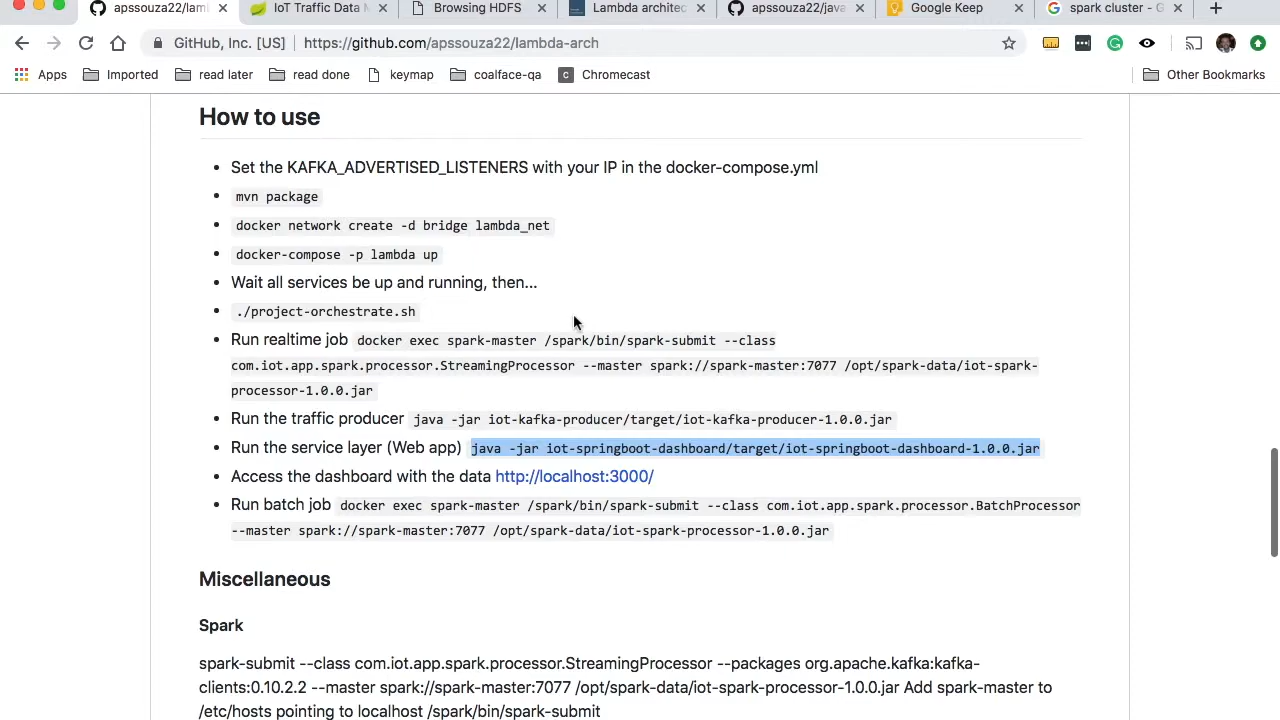 apssouza22/lam
IoT Traffic Data M
Browsing HDFS
Lambda architec
apssouza22/java
Google Keep
spark cluster - G
GitHub, Inc. [US]
https://github.com/apssouza22/lambda-arch
Apps
Imported
read later
read done
keymap
coalface-qa
C
Chromecast
Other Bookmarks
How to use
Set the KAFKA_ADVERTISED_LISTENERS with your IP in the docker-compose.yml
mvn package
docker network create -d bridge lambda_net
docker-compose -p lambda up
Wait all services be up and running, then...
./project-orchestrate.sh
Run realtime job docker exec spark-master /spark/bin/spark-submit --class
com.iot.app.spark.processor.StreamingProcessor --master spark://spark-master:7077 /opt/spark-data/iot-spark-
processor-1.0.0.jar
Run the traffic producer java -jar iot-kafka-producer/target/iot-kafka-producer-1.0.0.jar
Run the service layer (Web app) java -jar iot-springboot-dashboard/target/iot-springboot-dashboard-1.0.0.jar
Access the dashboard with the data http://localhost:3000/
Run batch job docker exec spark-master /spark/bin/spark-submit --class com.iot.app.spark.processor.BatchProcessor
--master spark://spark-master:7077 /opt/spark-data/iot-spark-processor-1.0.0.jar
Miscellaneous
Spark
spark-submit --class com.iot.app.spark.processor.StreamingProcessor --packages org.apache.kafka:kafka-
clients:0.10.2.2 --master spark://spark-master:7077 /opt/spark-data/iot-spark-processor-1.0.0.jar Add spark-master to
/etc/hosts pointing to localhost /spark/bin/spark-submit